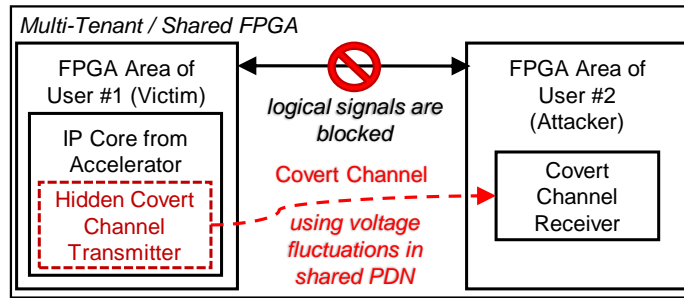 Multi-Tenant / Shared FPGA
FPGA Area of
User #1 (Victim)
IP Core from
Accelerator
Hidden Covert
Channel
Transmitter
logical signals are
blocked
Covert Channel
using voltage
fluctuations in
shared PDN
FPGA Area of
User #2
(Attacker)
Covert
Channel
Receiver